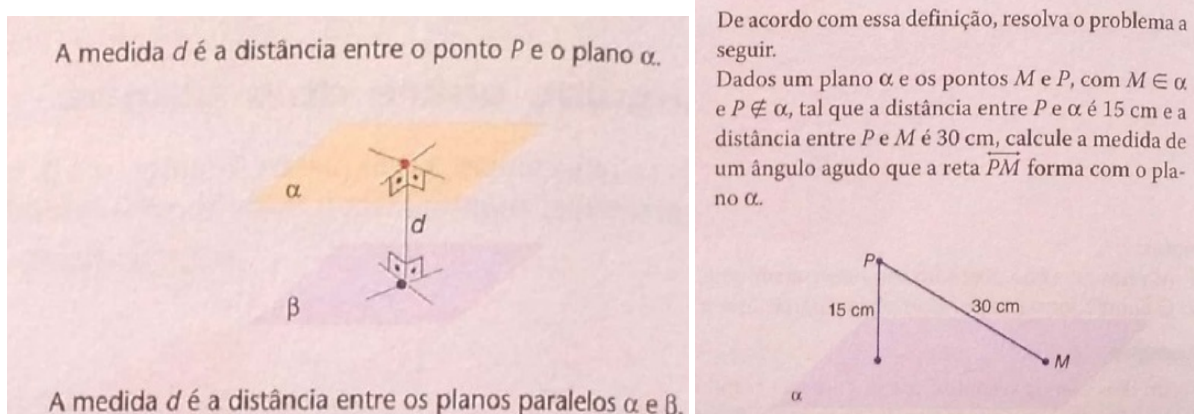 A medida d é a distância entre o ponto P e o plano α.
α
d
β
A medida d é a distância entre os planos paralelos α e β.
De acordo com essa definição, resolva o problema a
seguir.
Dados um plano α e os pontos M e P, com M ∈ α
e P ∉ α, tal que a distância entre P e α é 15 cm e a
distância entre P e M é 30 cm, calcule a medida de
um ângulo agudo que a reta PM forma com o pla-
no α.
P
15 cm
30 cm
M
α